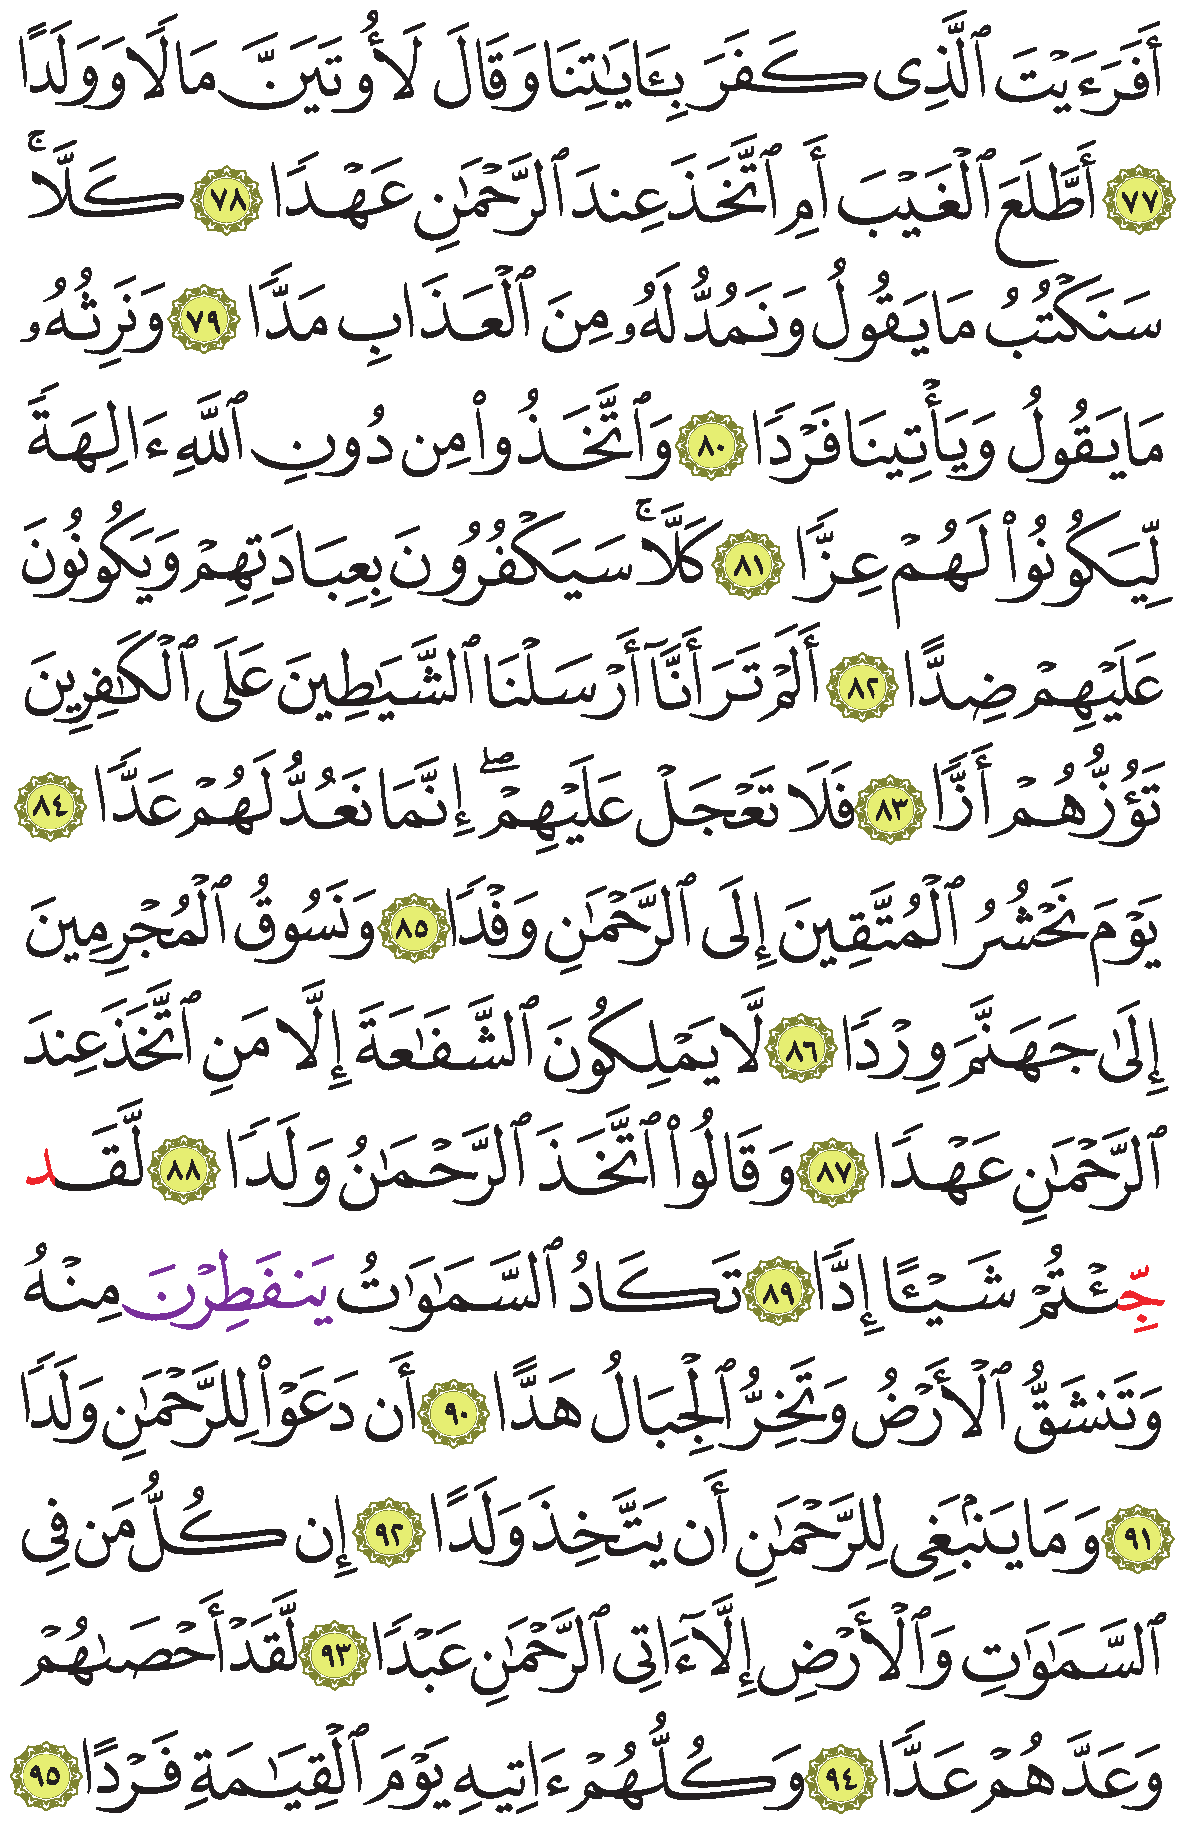 أَفَرَءَيۡتَ ٱلَّذِى كَفَرَ بِـَٔايَٰتِنَا وَقَالَ لَأُوتَيَنَّ مَالًا وَوَلَدًا
٧٧ أَطَّلَعَ ٱلۡغَيۡبَ أَمِ ٱتَّخَذَ عِندَ ٱلرَّحۡمَٰنِ عَهۡدًا ٧٨ كَلَّاۚ
سَنَكۡتُبُ مَا يَقُولُ وَنَمُدُّ لَهُۥ مِنَ ٱلۡعَذَابِ مَدًّا ٧٩ وَنَرِثُهُۥ
مَا يَقُولُ وَيَأۡتِينَا فَرۡدًا ٨٠ وَٱتَّخَذُواْ مِن دُونِ ٱللَّهِ ءَالِهَةً
لِّيَكُونُواْ لَهُمۡ عِزًّا ٨١ كَلَّاۚ سَيَكۡفُرُونَ بِعِبَادَتِهِمۡ وَيَكُونُونَ
عَلَيۡهِمۡ ضِدًّا ٨٢ أَلَمۡ تَرَ أَنَّآ أَرۡسَلۡنَا ٱلشَّيَٰطِينَ عَلَى ٱلۡكَٰفِرِينَ
تَؤُزُّهُمۡ أَزًّا ٨٣ فَلَا تَعۡجَلۡ عَلَيۡهِمۡۖ إِنَّمَا نَعُدُّ لَهُمۡ عَدًّا ٨٤
يَوۡمَ نَحۡشُرُ ٱلۡمُتَّقِينَ إِلَى ٱلرَّحۡمَٰنِ وَفۡدًا ٨٥ وَنَسُوقُ ٱلۡمُجۡرِمِينَ
إِلَىٰ جَهَنَّمَ وِرۡدًا ٨٦ لَّا يَمۡلِكُونَ ٱلشَّفَٰعَةَ إِلَّا مَنِ ٱتَّخَذَ عِندَ
ٱلرَّحۡمَٰنِ عَهۡدًا ٨٧ وَقَالُواْ ٱتَّخَذَ ٱلرَّحۡمَٰنُ وَلَدًا ٨٨ لَّقَد
جِّئۡتُمۡ شَيۡـًٔا إِدًّا ٨٩ تَكَادُ ٱلسَّمَٰوَٰتُ يَنفَطِرۡنَ مِنۡهُ
وَتَنشَقُّ ٱلۡأَرۡضُ وَتَخِرُّ ٱلۡجِبَالُ هَدًّا ٩٠ أَن دَعَوۡاْ لِلرَّحۡمَٰنِ وَلَدًا
٩١ وَمَا يَنۢبَغِى لِلرَّحۡمَٰنِ أَن يَتَّخِذَ وَلَدًا ٩٢ إِن كُلُّ مَن فِى
ٱلسَّمَٰوَٰتِ وَٱلۡأَرۡضِ إِلَّآ ءَاتِى ٱلرَّحۡمَٰنِ عَبۡدًا ٩٣ لَّقَدۡ أَحۡصَىٰهُمۡ
وَعَدَّهُمۡ عَدًّا ٩٤ وَكُلُّهُمۡ ءَاتِيهِ يَوۡمَ ٱلۡقِيَٰمَةِ فَرۡدًا ٩٥